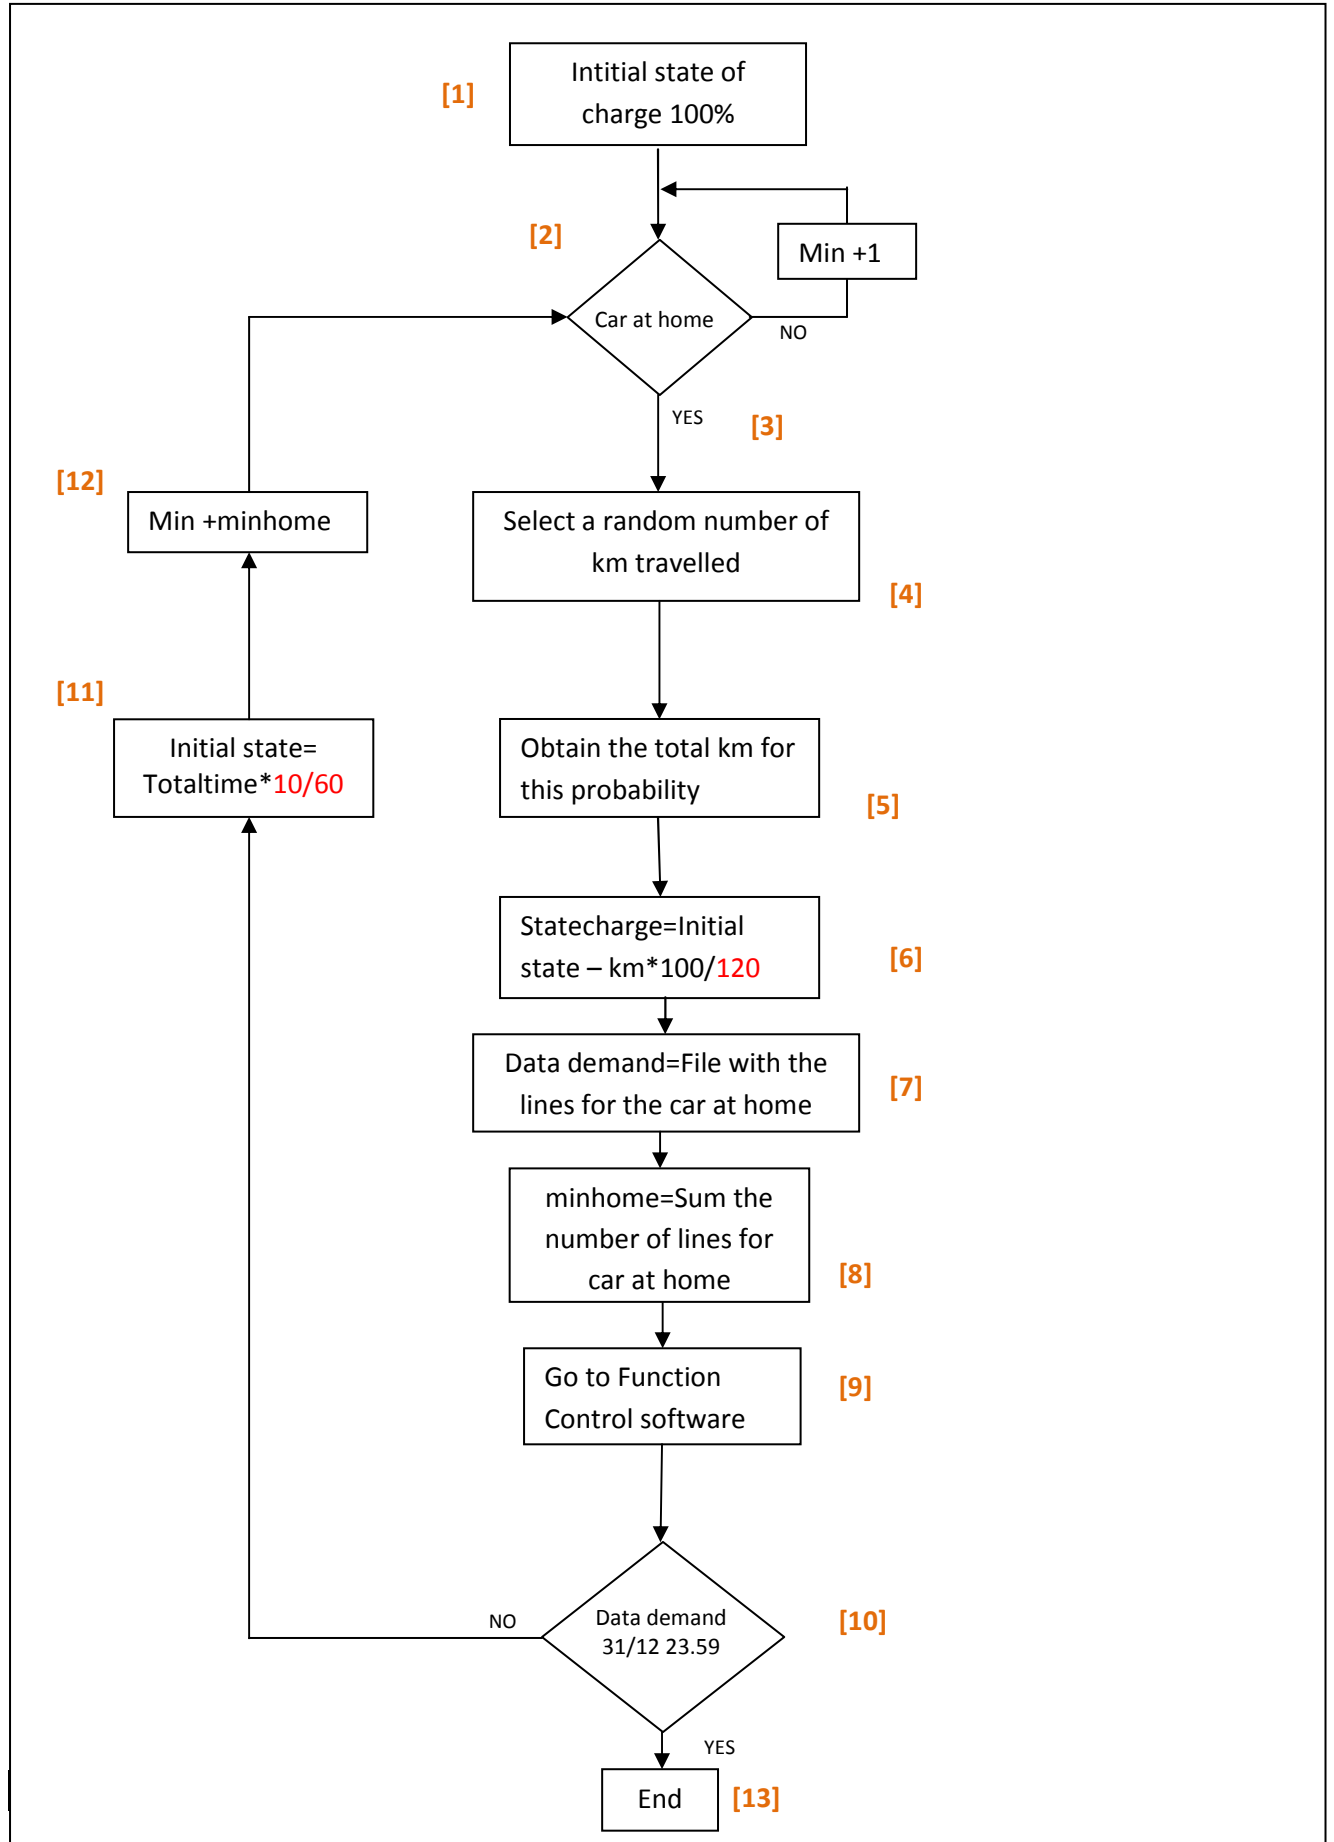 [1]
Intitial state of
charge 100%
[2]
Min +1
Car at home
NO
YES
[3]
[12]
Min +minhome
Select a random number of
km travelled
[4]
[11]
Initial state=
Totaltime*10/60
Obtain the total km for
this probability
[5]
Statecharge=Initial
state – km*100/120
[6]
Data demand=File with the
lines for the car at home
[7]
minhome=Sum the
number of lines for
car at home
[8]
Go to Function
Control software
[9]
NO
Data demand
31/12 23.59
[10]
YES
End
[13]